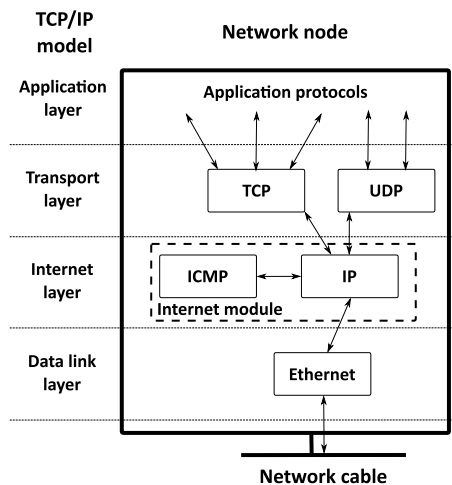 TCP/IP
model
Network node
Application
layer
Application protocols
Transport
layer
TCP
UDP
Internet
layer
ICMP
IP
Internet module
Data link
layer
Ethernet
Network cable